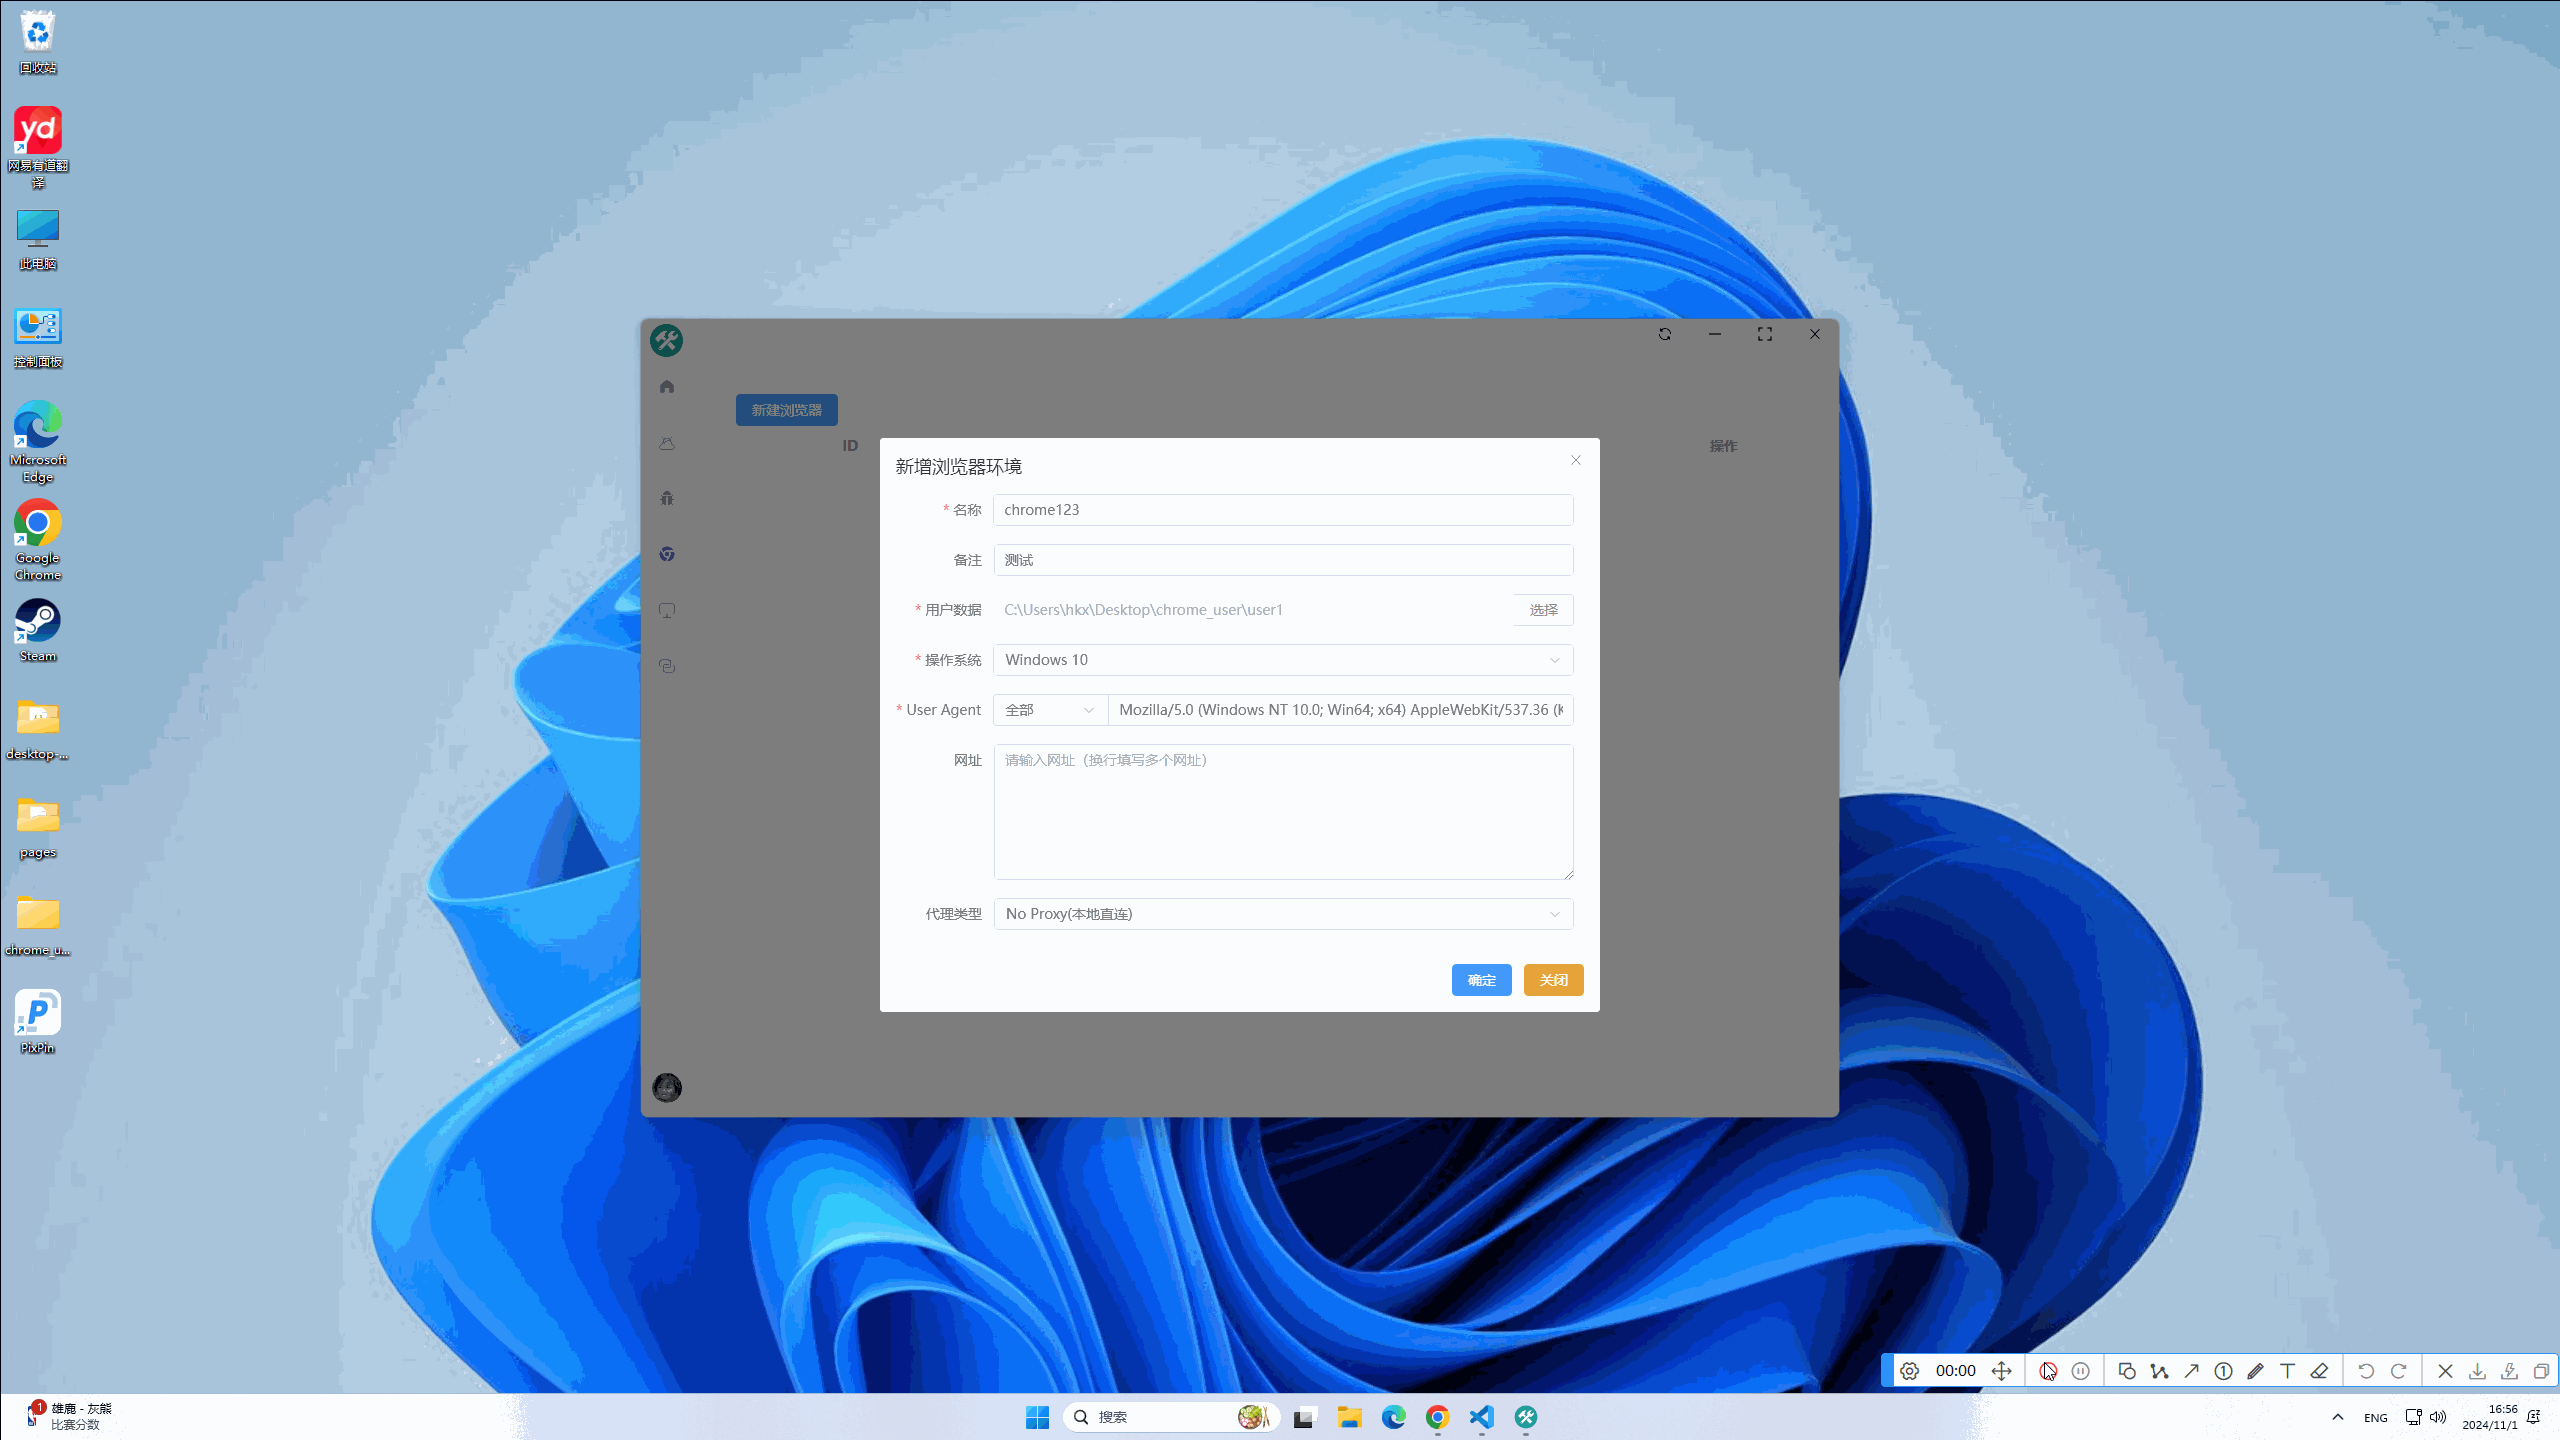 回收站
网易有道翻
译
此电脑
控制面板
Microsoft
Edge
Google
Chrome
Steam
desktop-...
pages
chrome_u...
PixPin
新建浏览器
ID
操作
新增浏览器环境
* 名称
chrome123
备注
测试
* 用户数据
C:\Users\hkx\Desktop\chrome_user\user1
选择
* 操作系统
Windows 10
* User Agent
全部
Mozilla/5.0 (Windows NT 10.0; Win64; x64) AppleWebKit/537.36 (K
网址
请输入网址（换行填写多个网址）
代理类型
No Proxy(本地直连)
确定
关闭
00:00
1
雄鹿 - 灰熊
比赛分数
搜索
ENG
16:56
2024/11/1